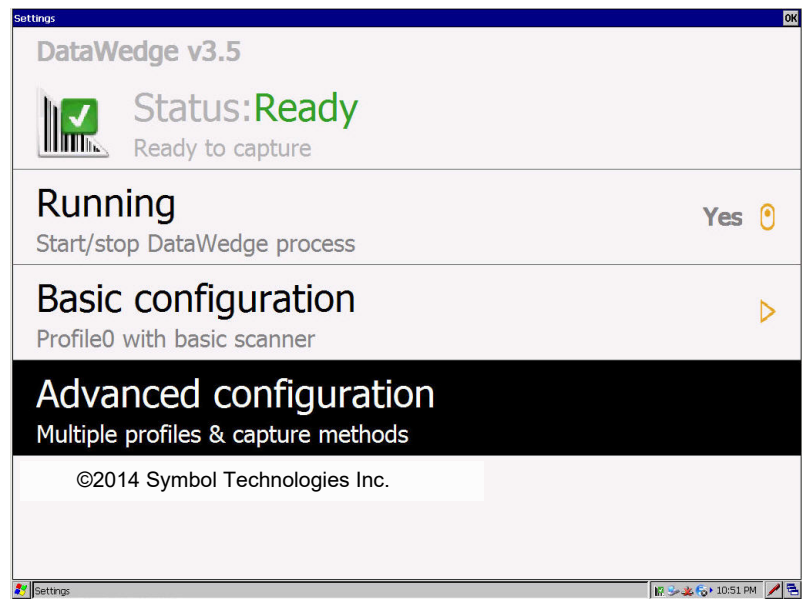 Settings
OK
DataWedge v3.5
Status:Ready
Ready to capture
Running
Yes
Start/stop DataWedge process
Basic configuration
Profile0 with basic scanner
Advanced configuration
Multiple profiles & capture methods
©2014 Symbol Technologies Inc.
Settings
10:51 PM